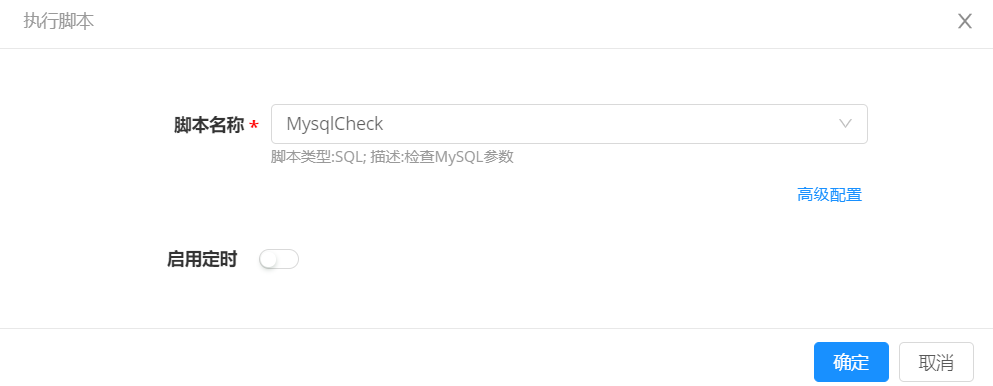 执行脚本
脚本名称 *
MysqlCheck
脚本类型:SQL; 描述:检查MySQL参数
高级配置
启用定时
确定
取消